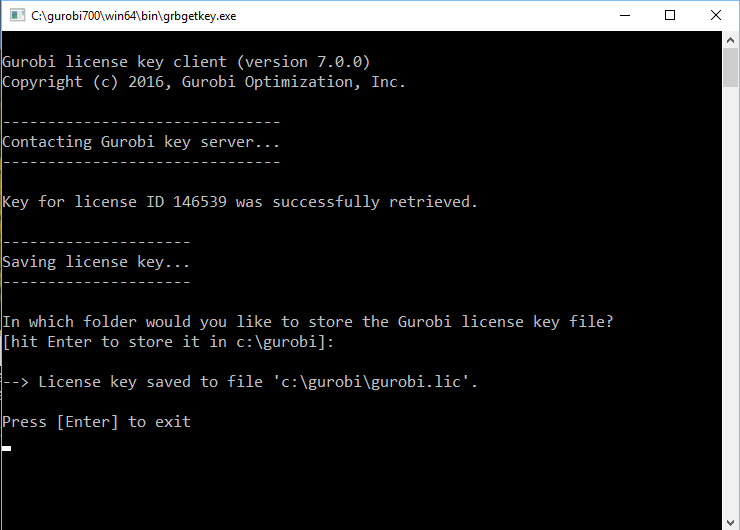 C:\gurobi700\win64\bin\grbgetkey.exe
Gurobi license key client (version 7.0.0)
Copyright (c) 2016, Gurobi Optimization, Inc.
-------------------------------
Contacting Gurobi key server...
-------------------------------
Key for license ID 146539 was successfully retrieved.
---------------------
Saving license key...
---------------------
In which folder would you like to store the Gurobi license key file?
[hit Enter to store it in c:\gurobi]:
--> License key saved to file 'c:\gurobi\gurobi.lic'.
Press [Enter] to exit